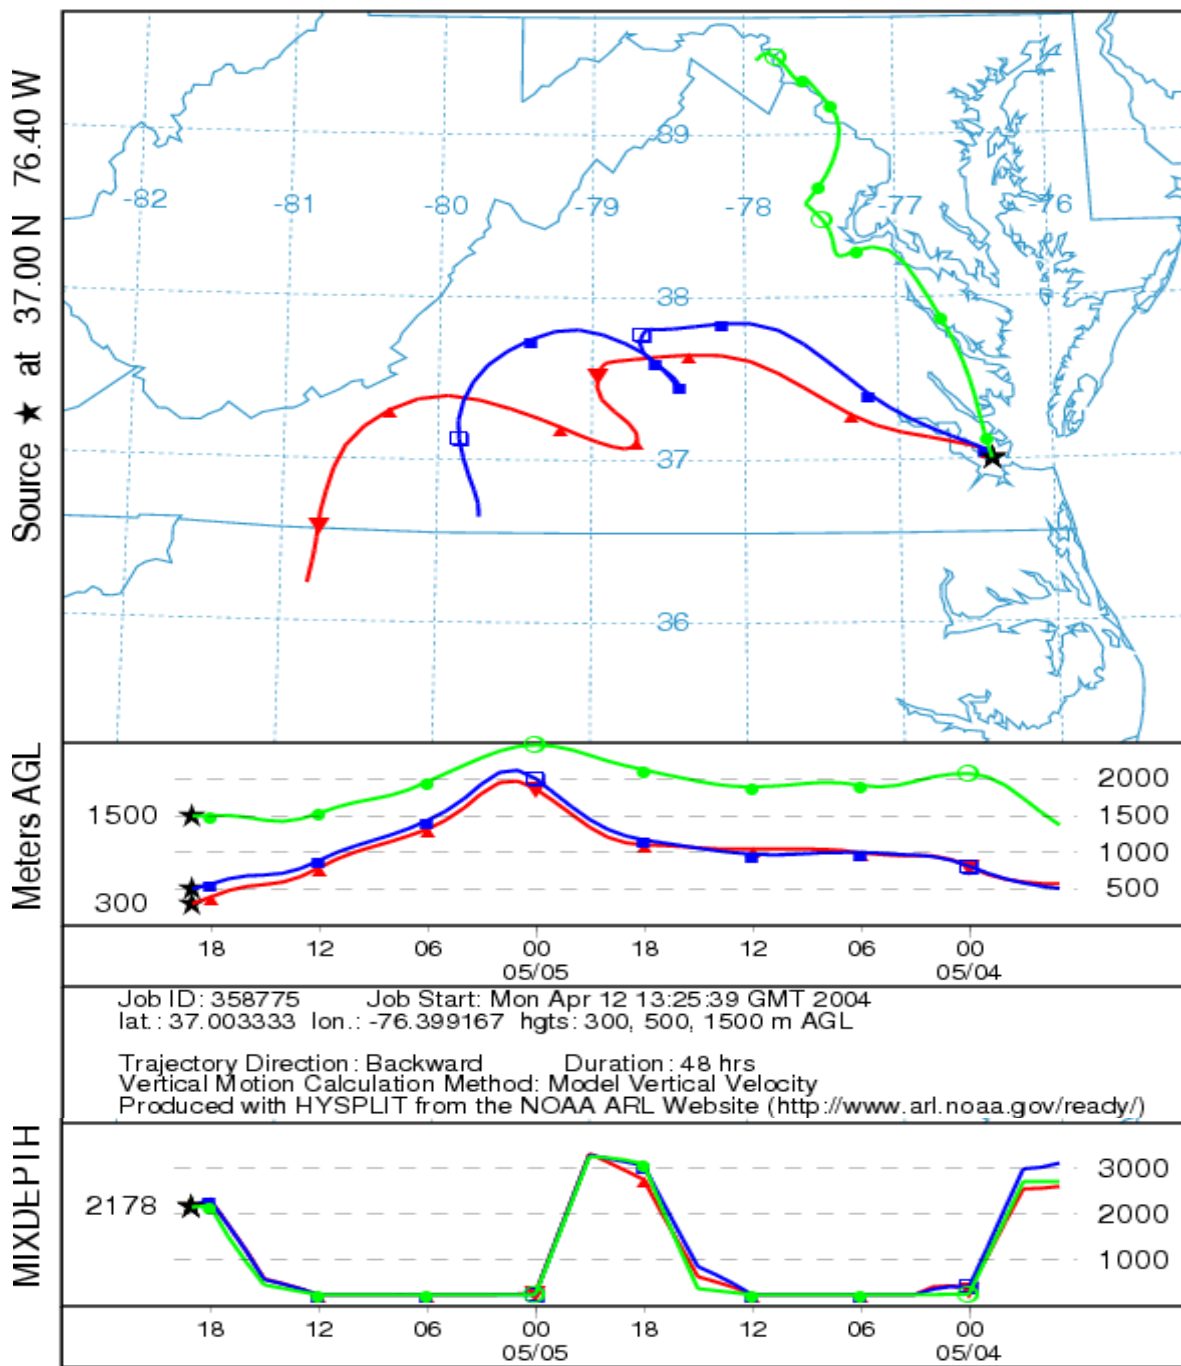 Source ★ at 37.00 N 76.40 W
39
-82 -81 -80 -79 -78 -77 -76
38
37
36
Meters AGL
2000
1500 1500
1000
300 500
18 12 06 00 18 12 06 00
05/05 05/04
Job ID: 358775 Job Start: Mon Apr 12 13:25:39 GMT 2004
lat.: 37.003333 lon.: -76.399167 hgts: 300, 500, 1500 m AGL
Trajectory Direction: Backward Duration: 48 hrs
Vertical Motion Calculation Method: Model Vertical Velocity
Produced with HYSPLIT from the NOAA ARL Website (http://www.arl.noaa.gov/ready/)
MIXDEPTH
3000
2178 2000
1000
18 12 06 00 18 12 06 00
05/05 05/04